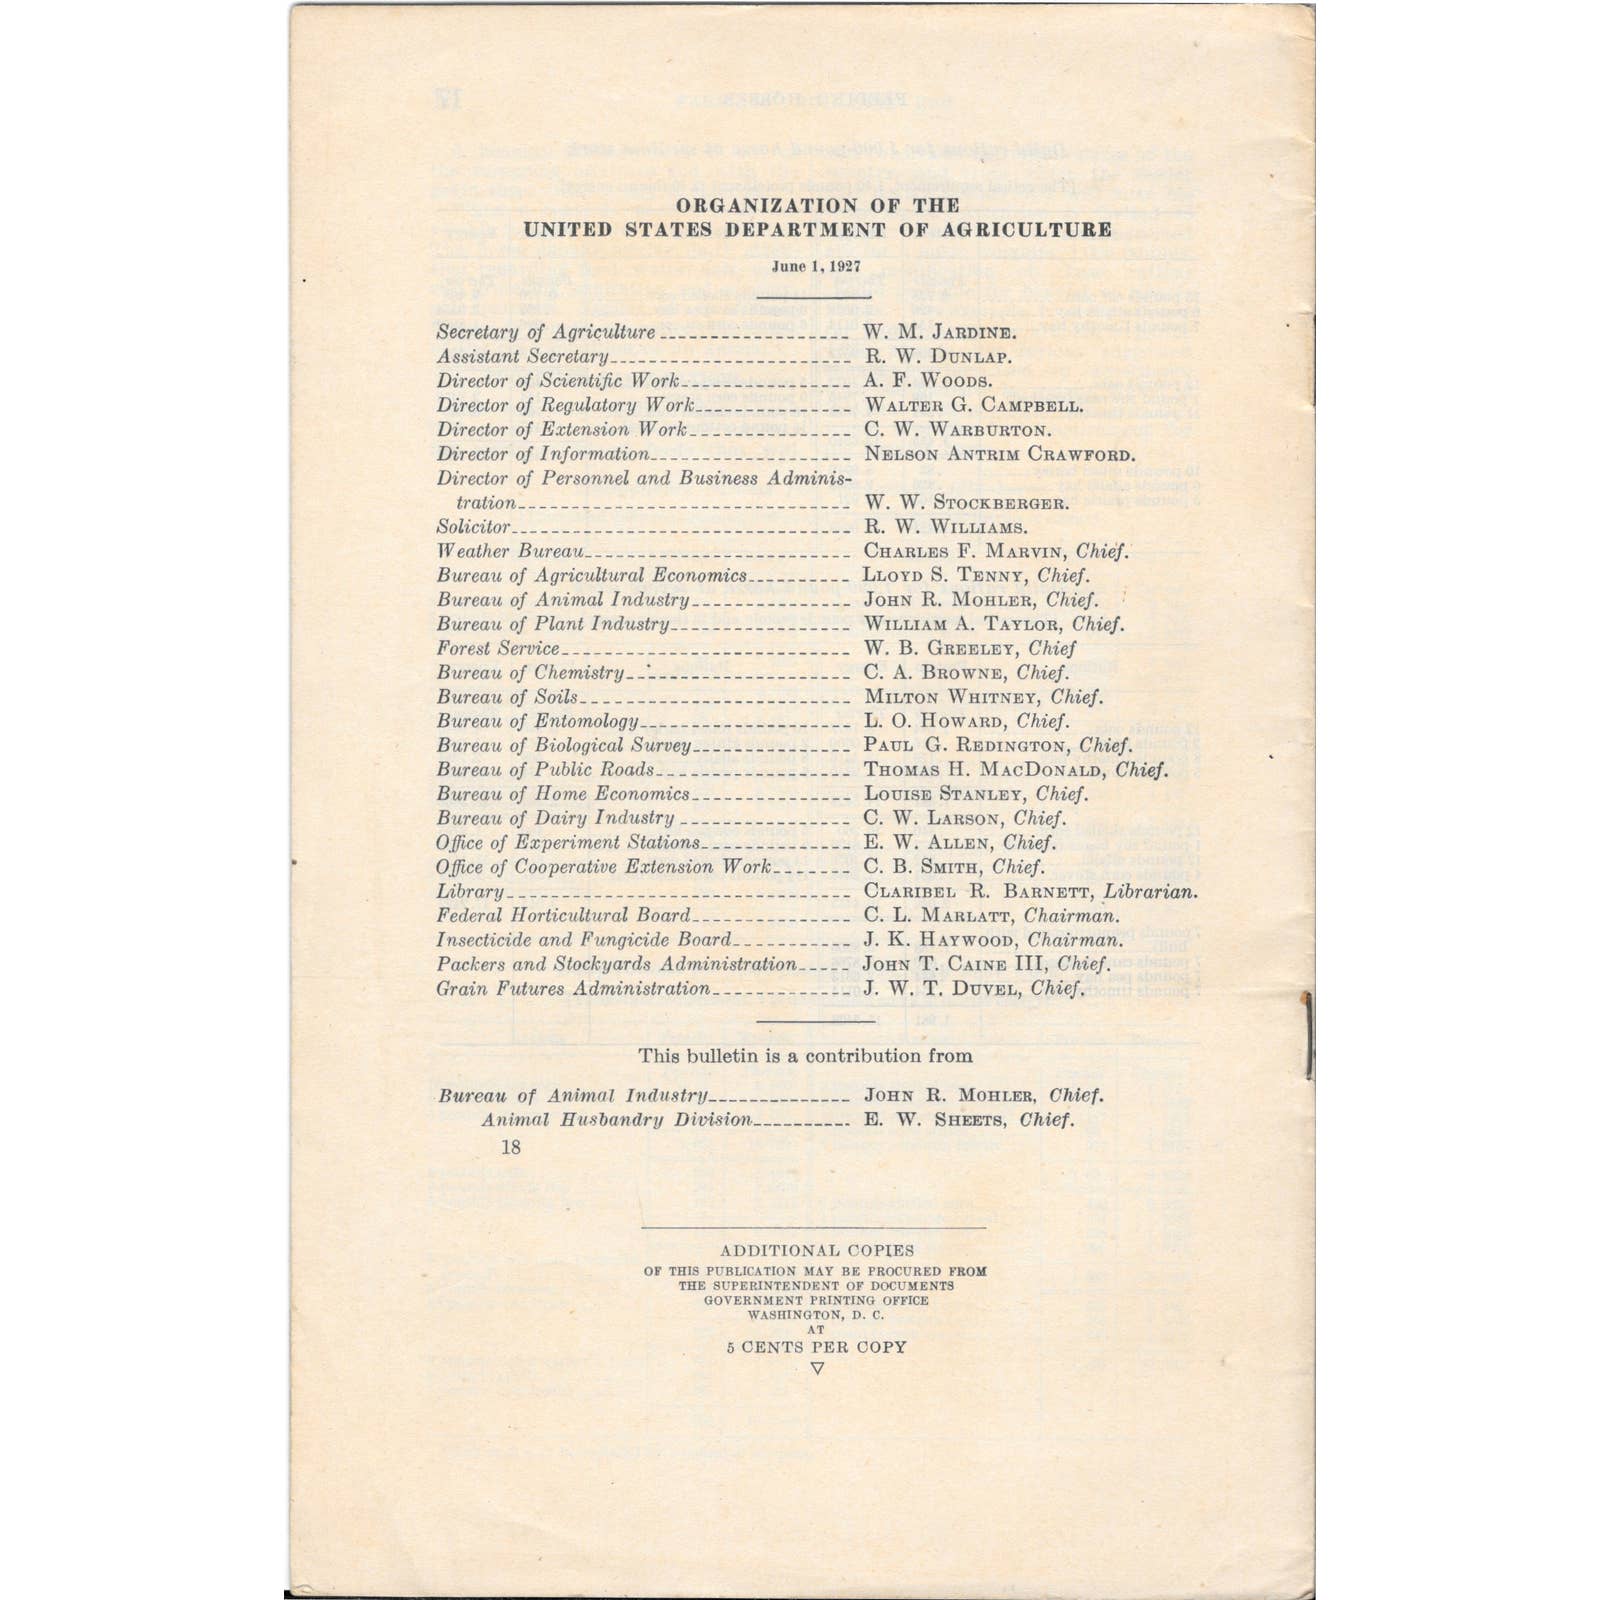 ORGANIZATION OF THE
UNITED STATES DEPARTMENT OF AGRICULTURE
June 1, 1927
Secretary of Agriculture W. M. JARDINE.
Assistant Secretary R. W. DUNLAP.
Director of Scientific Work A. F. WOODS.
Director of Regulatory Work WALTER G. CAMPBELL.
Director of Extension Work C. W. WARBURTON.
Director of Information NELSON ANTRIM CRAWFORD.
Director of Personnel and Business Adminis-
tration W. W. STOCKBERGER.
Solicitor R. W. WILLIAMS.
Weather Bureau CHARLES F. MARVIN, Chief.
Bureau of Agricultural Economics LLOYD S. TENNY, Chief.
Bureau of Animal Industry JOHN R. MOHLER, Chief.
Bureau of Plant Industry WILLIAM A. TAYLOR, Chief.
Forest Service W. B. GREELEY, Chief
Bureau of Chemistry C. A. BROWNE, Chief.
Bureau of Soils MILTON WHITNEY, Chief.
Bureau of Entomology L. O. HOWARD, Chief.
Bureau of Biological Survey PAUL G. REDINGTON, Chief.
Bureau of Public Roads THOMAS H. MACDONALD, Chief.
Bureau of Home Economics LOUISE STANLEY, Chief.
Bureau of Dairy Industry C. W. LARSON, Chief.
Office of Experiment Stations E. W. ALLEN, Chief.
Office of Cooperative Extension Work C. B. SMITH, Chief.
Library CLARIBEL R. BARNETT, Librarian.
Federal Horticultural Board C. L. MARLATT, Chairman.
Insecticide and Fungicide Board J. K. HAYWOOD, Chairman.
Packers and Stockyards Administration JOHN T. CAINE III, Chief.
Grain Futures Administration J. W. T. DUVEL, Chief.
This bulletin is a contribution from
Bureau of Animal Industry JOHN R. MOHLER, Chief.
Animal Husbandry Division E. W. SHEETS, Chief.
18
ADDITIONAL COPIES
OF THIS PUBLICATION MAY BE PROCURED FROM
THE SUPERINTENDENT OF DOCUMENTS
GOVERNMENT PRINTING OFFICE
WASHINGTON, D. C.
AT
5 CENTS PER COPY